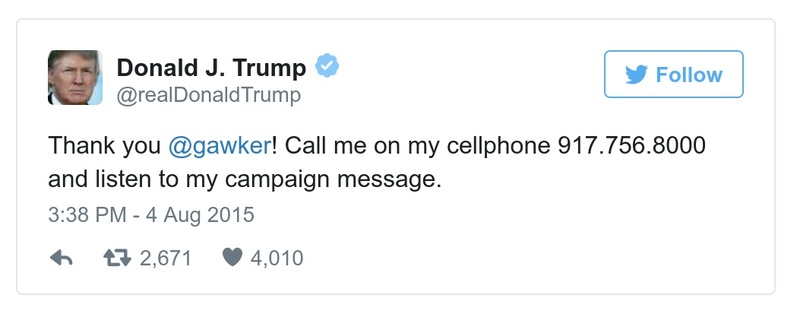 Donald J. Trump
@realDonaldTrump
Follow
Thank you @gawker! Call me on my cellphone 917.756.8000
and listen to my campaign message.
3:38 PM - 4 Aug 2015
2,671 4,010